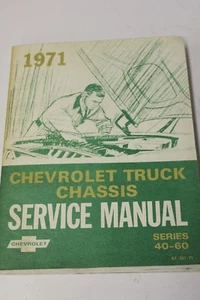 1971
CHEVROLET TRUCK
CHASSIS
SERVICE MANUAL
CHEVROLET
SERIES
40-60